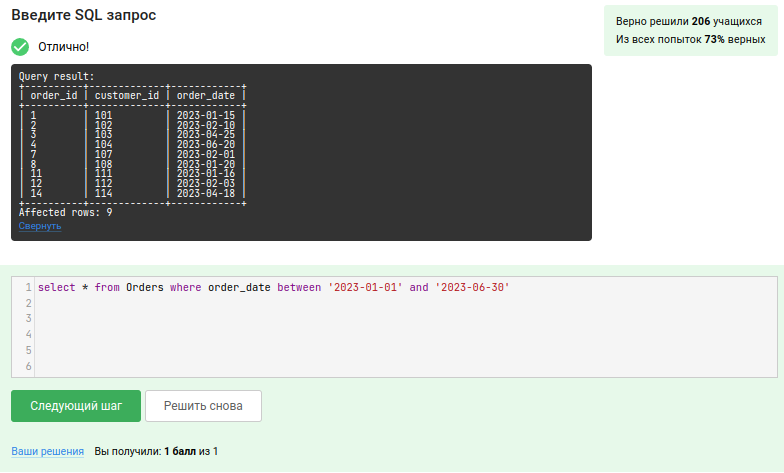 Введите SQL запрос
Верно решили 206 учащихся
Из всех попыток 73% верных
Отлично!
Query result:
+----------+-------------+------------+
| order_id | customer_id | order_date |
+----------+-------------+------------+
| 1 | 101 | 2023-01-15 |
| 2 | 102 | 2023-02-10 |
| 3 | 103 | 2023-04-25 |
| 4 | 104 | 2023-06-20 |
| 7 | 107 | 2023-02-01 |
| 8 | 108 | 2023-01-20 |
| 11 | 111 | 2023-01-16 |
| 12 | 112 | 2023-02-03 |
| 14 | 114 | 2023-04-18 |
+----------+-------------+------------+
Affected rows: 9
Свернуть
1 select * from Orders where order_date between '2023-01-01' and '2023-06-30'
2
3
4
5
6
Следующий шаг Решить снова
Ваши решения Вы получили: 1 балл из 1